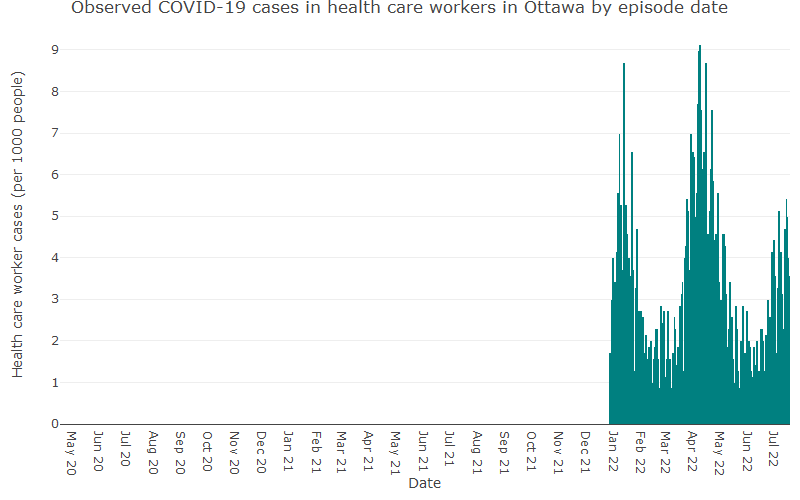 Observed COVID-19 cases in health care workers in Ottawa by episode date
Health care worker cases (per 1000 people)
9
8
7
6
5
4
3
2
1
0
May 20
Jun 20
Jul 20
Aug 20
Sep 20
Oct 20
Nov 20
Dec 20
Jan 21
Feb 21
Mar 21
Apr 21
May 21
Jun 21
Jul 21
Aug 21
Sep 21
Oct 21
Nov 21
Dec 21
Jan 22
Feb 22
Mar 22
Apr 22
May 22
Jun 22
Jul 22
Date